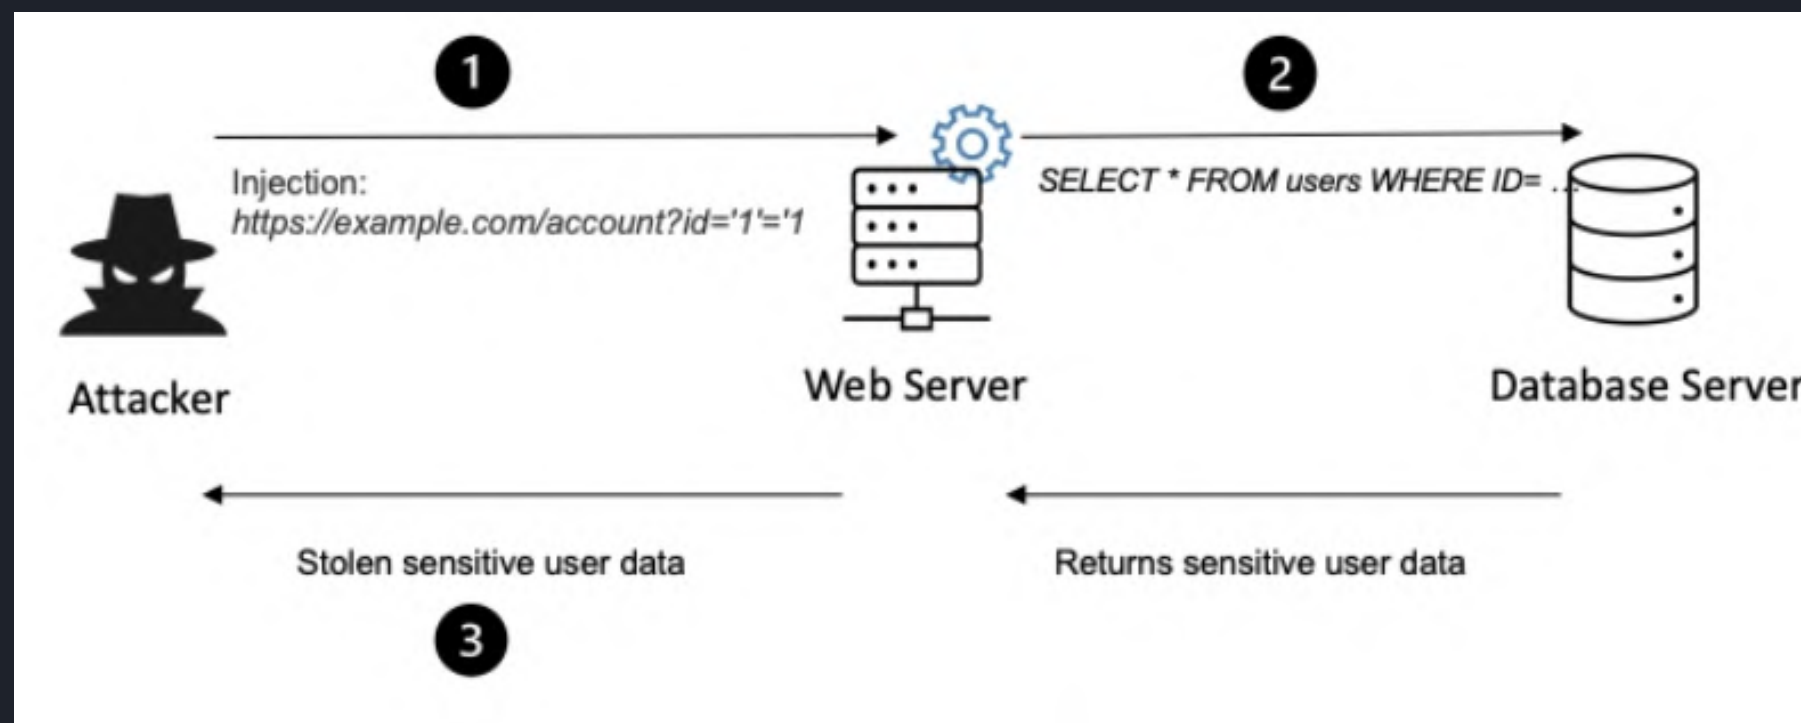 1
2
Injection:
https://example.com/account?id='1'='1
SELECT * FROM users WHERE ID= ...
Attacker
Web Server
Database Server
Stolen sensitive user data
Returns sensitive user data
3